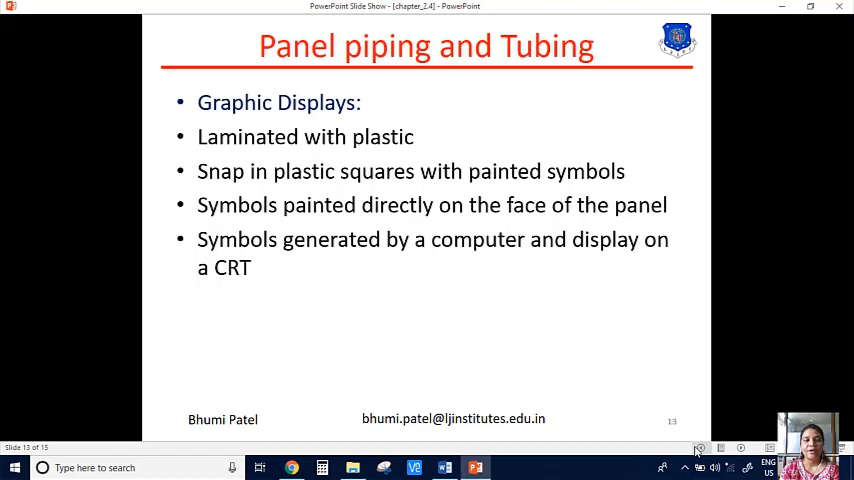 PowerPoint Slide Show - [chapter_2.4] - PowerPoint
Panel piping and Tubing
• Graphic Displays:
• Laminated with plastic
• Snap in plastic squares with painted symbols
• Symbols painted directly on the face of the panel
• Symbols generated by a computer and display on
a CRT
Bhumi Patel
bhumi.patel@ljinstitutes.edu.in
13
Slide 13 of 15
Type here to search
ENG
US